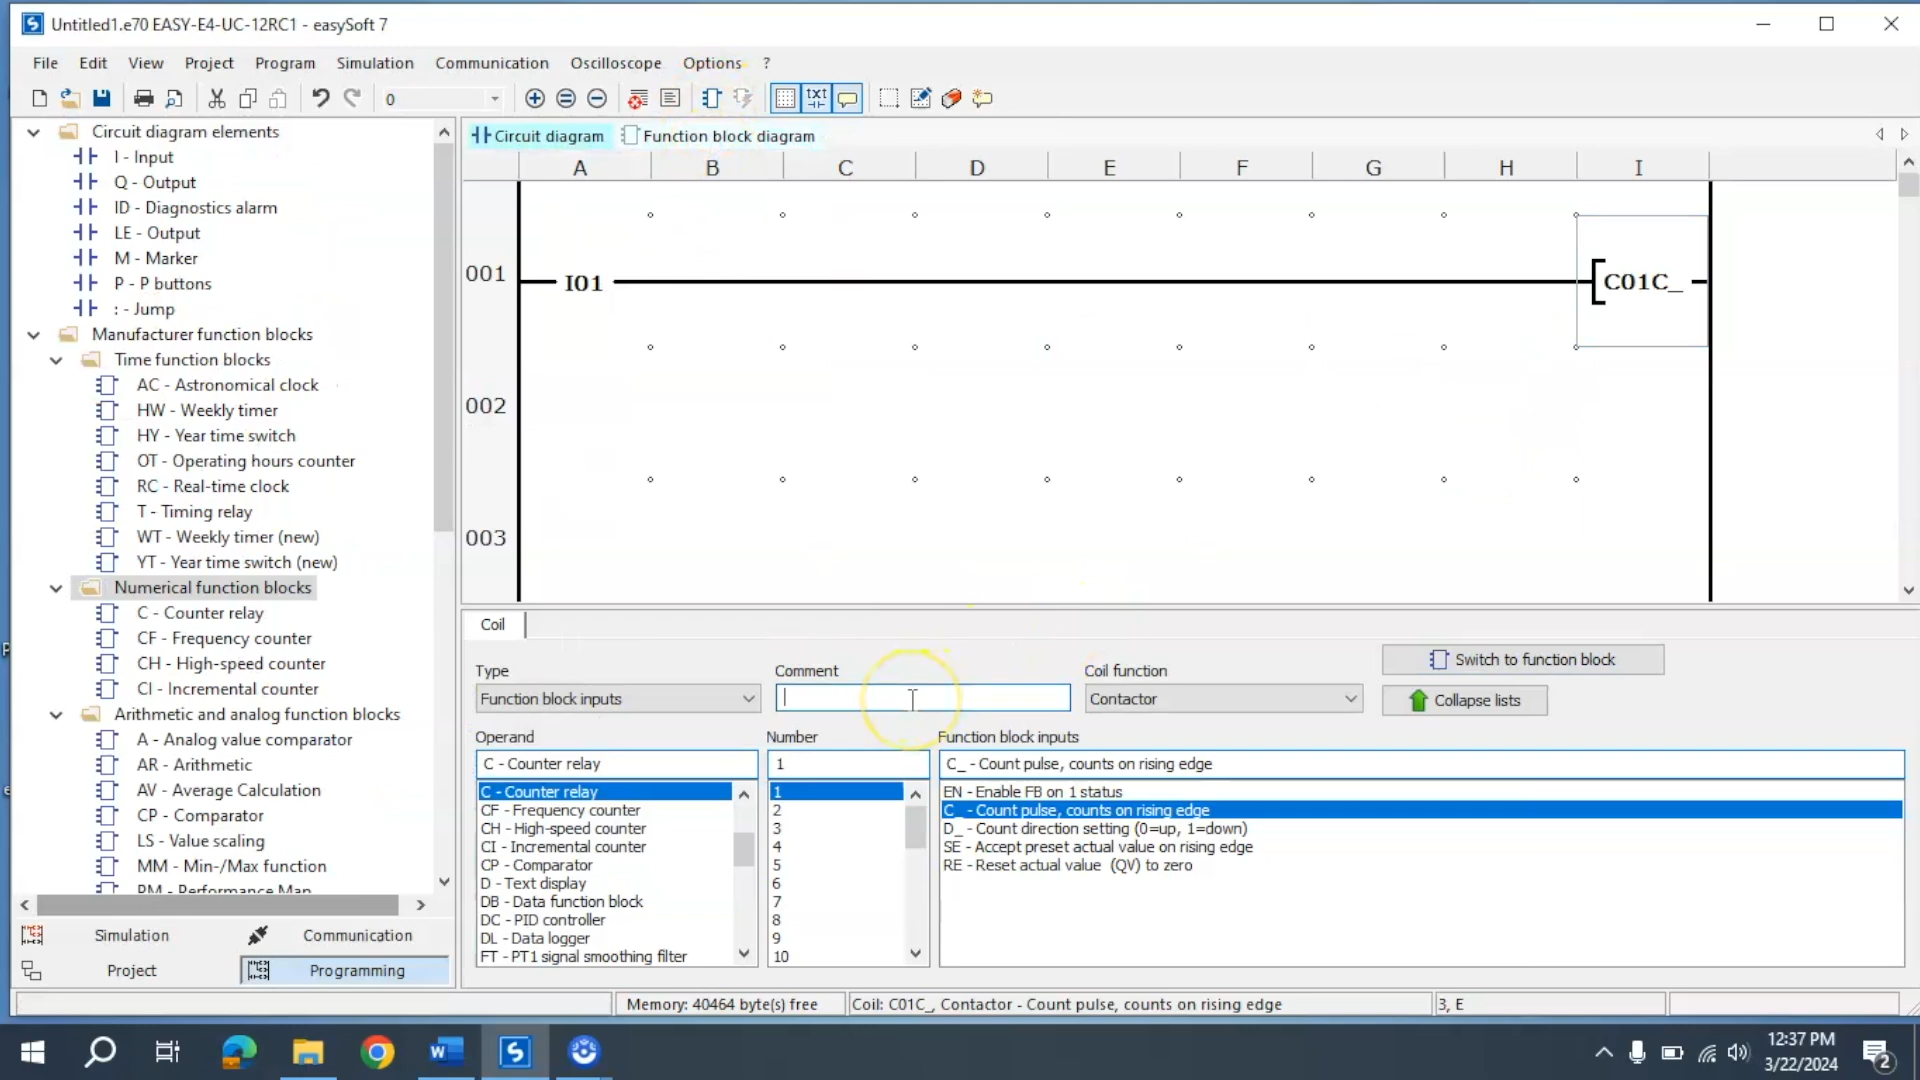 Untitled1.e70 EASY-E4-UC-12RC1 - easySoft 7
File Edit View Project Program Simulation Communication Oscilloscope Options ?
0
txt
Circuit diagram elements
I - Input
Q - Output
ID - Diagnostics alarm
LE - Output
M - Marker
P - P buttons
: - Jump
Manufacturer function blocks
Time function blocks
AC - Astronomical clock
HW - Weekly timer
HY - Year time switch
OT - Operating hours counter
RC - Real-time clock
T - Timing relay
WT - Weekly timer (new)
YT - Year time switch (new)
Numerical function blocks
C - Counter relay
CF - Frequency counter
CH - High-speed counter
CI - Incremental counter
Arithmetic and analog function blocks
A - Analog value comparator
AR - Arithmetic
AV - Average Calculation
CP - Comparator
LS - Value scaling
MM - Min-/Max function
PM - Performance Map
Simulation Communication
Project Programming
Circuit diagram Function block diagram
A B C D E F G H I
001 I01 C01C_
002
003
Coil
Type Comment Coil function
Switch to function block
Function block inputs Contactor
Collapse lists
Operand Number Function block inputs
C - Counter relay 1 C_ - Count pulse, counts on rising edge
C - Counter relay 1 EN - Enable FB on 1 status
CF - Frequency counter 2 C_ - Count pulse, counts on rising edge
CH - High-speed counter 3 D_ - Count direction setting (0=up, 1=down)
CI - Incremental counter 4 SE - Accept preset actual value on rising edge
CP - Comparator 5 RE - Reset actual value (QV) to zero
D - Text display 6
DB - Data function block 7
DC - PID controller 8
DL - Data logger 9
FT - PT1 signal smoothing filter 10
Memory: 40464 byte(s) free Coil: C01C_, Contactor - Count pulse, counts on rising edge 3, E
12:37 PM
3/22/2024
2